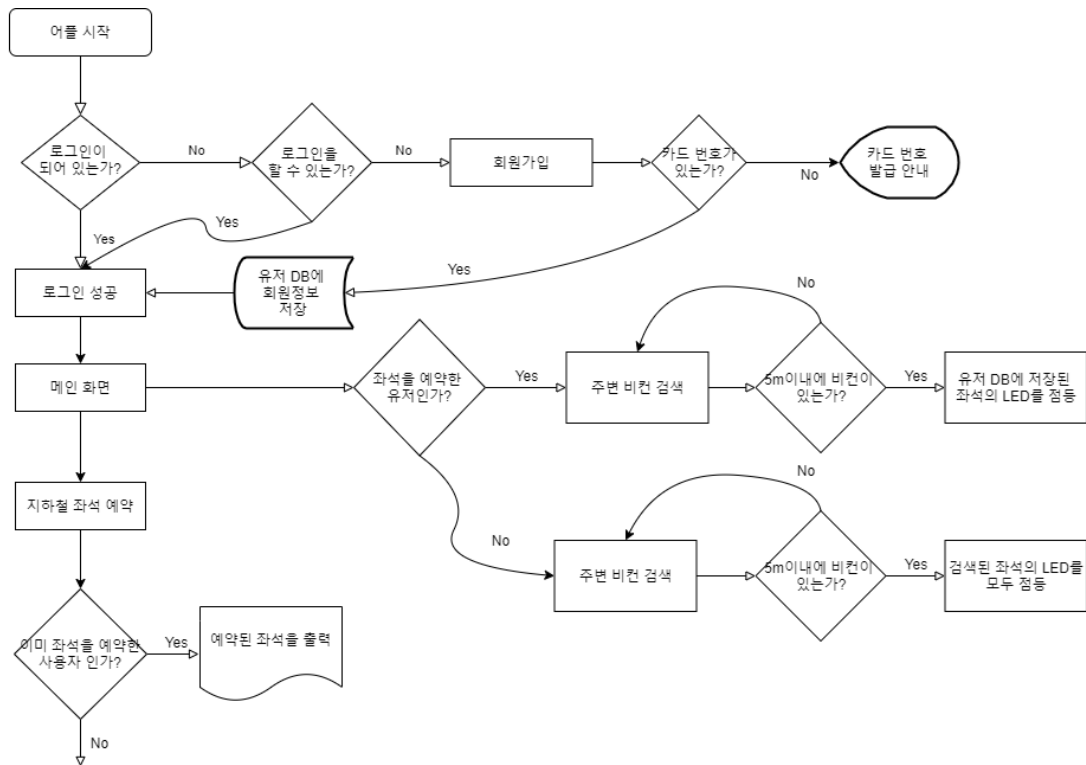 어플 시작
로그인이
되어 있는가?
No
로그인을
할 수 있는가?
No
회원가입
카드 번호가
있는가?
No
카드 번호
발급 안내
Yes
Yes
Yes
로그인 성공
유저 DB에
회원정보
저장
메인 화면
좌석을 예약한
유저인가?
Yes
주변 비컨 검색
No
5m이내에 비컨이
있는가?
Yes
유저 DB에 저장된
좌석의 LED를 점등
지하철 좌석 예약
No
주변 비컨 검색
No
5m이내에 비컨이
있는가?
Yes
검색된 좌석의 LED를
모두 점등
이미 좌석을 예약한
사용자 인가?
Yes
예약된 좌석을 출력
No